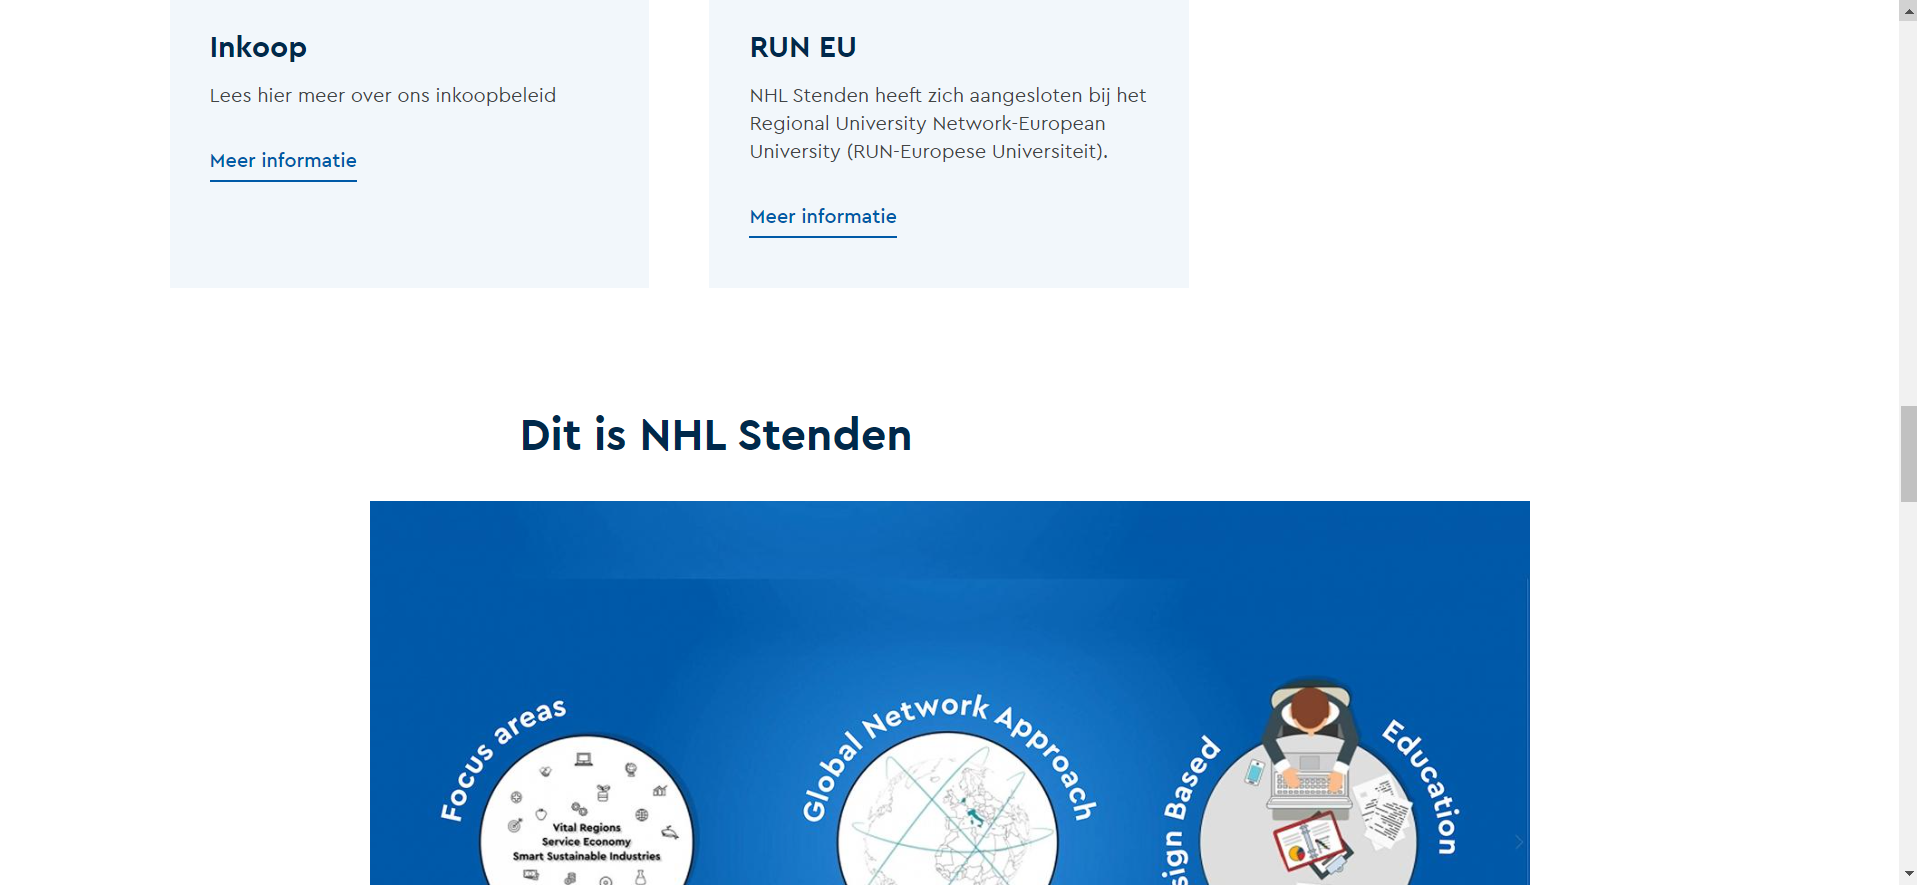 Inkoop
Lees hier meer over ons inkoopbeleid
Meer informatie
RUN EU
NHL Stenden heeft zich aangesloten bij het
Regional University Network-European
University (RUN-Europese Universiteit).
Meer informatie
Dit is NHL Stenden
Focus areas
Vital Regions
Service Economy
Smart Sustainable Industries
Global Network Approach
sign Based
Education